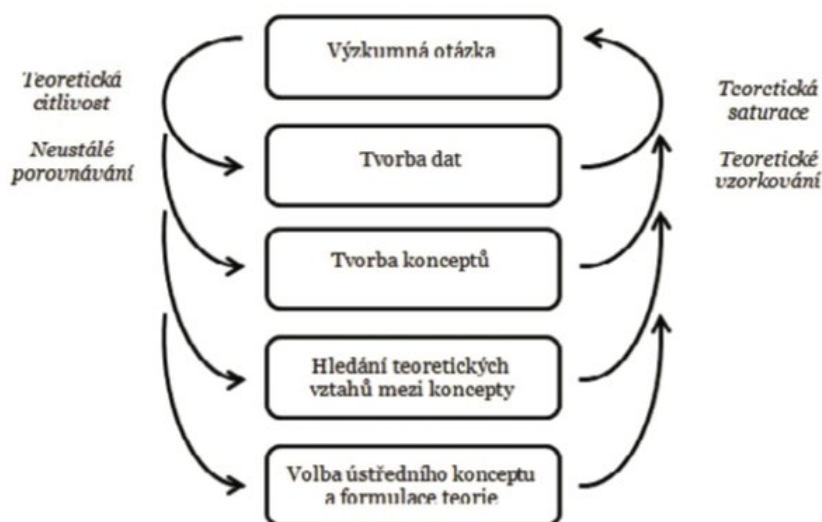 Výzkumná otázka
Teoretická
citlivost
Neustálé
porovnávání
Tvorba dat
Tvorba konceptů
Hledání teoretických
vztahů mezi koncepty
Volba ústředního konceptu
a formulace teorie
Teoretická
saturace
Teoretické
vzorkování